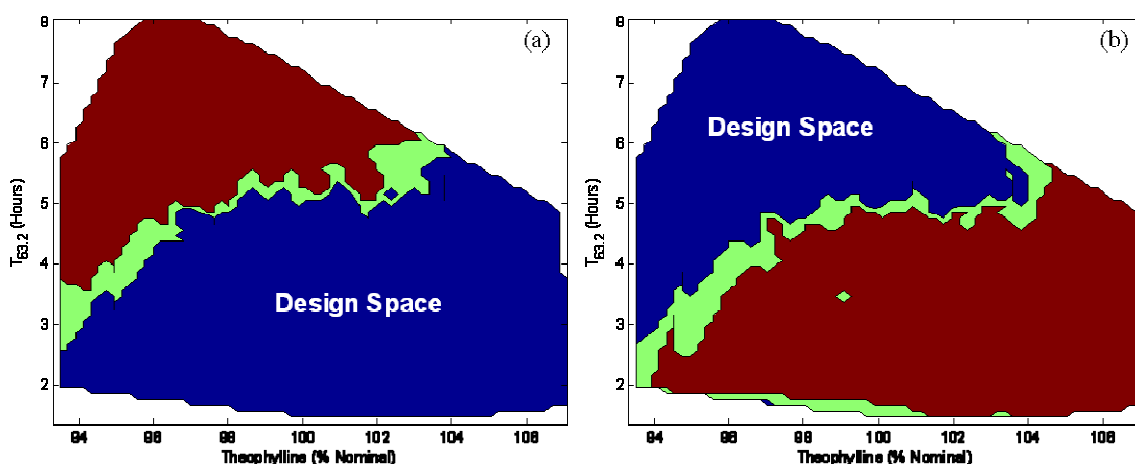 (a)
8
7
6
5
4
3
2
T63.2 (Hours)
Design Space
94 96 98 100 102 104 106
Theophylline (% Nominal)
(b)
8
7
6
5
4
3
2
T63.2 (Hours)
Design Space
94 96 98 100 102 104 106
Theophylline (% Nominal)